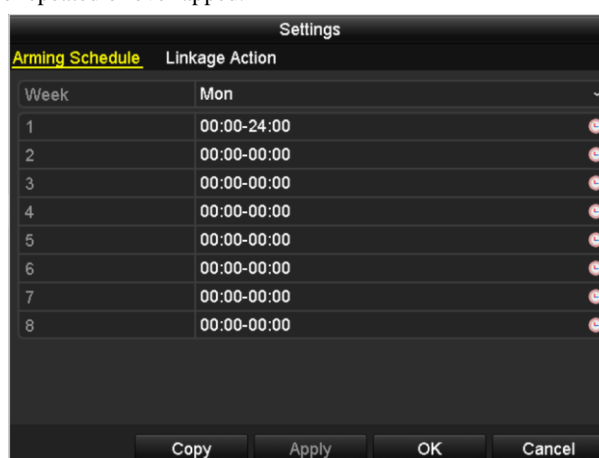 Settings
Arming Schedule Linkage Action
Week Mon
1 00:00-24:00
2 00:00-00:00
3 00:00-00:00
4 00:00-00:00
5 00:00-00:00
6 00:00-00:00
7 00:00-00:00
8 00:00-00:00
Copy Apply OK Cancel